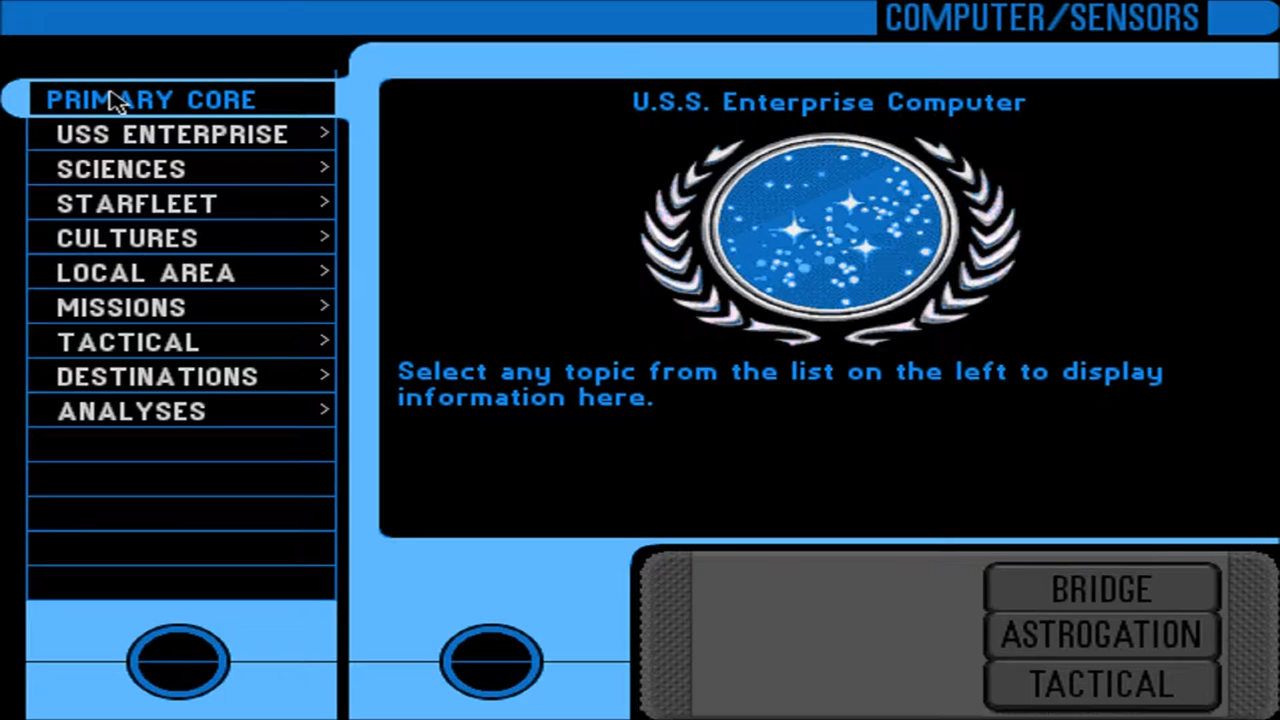 COMPUTER/SENSORS
PRIMARY CORE
USS ENTERPRISE >
SCIENCES >
STARFLEET >
CULTURES >
LOCAL AREA >
MISSIONS >
TACTICAL >
DESTINATIONS >
ANALYSES >
U.S.S. Enterprise Computer
Select any topic from the list on the left to display
information here.
BRIDGE
ASTROGATION
TACTICAL